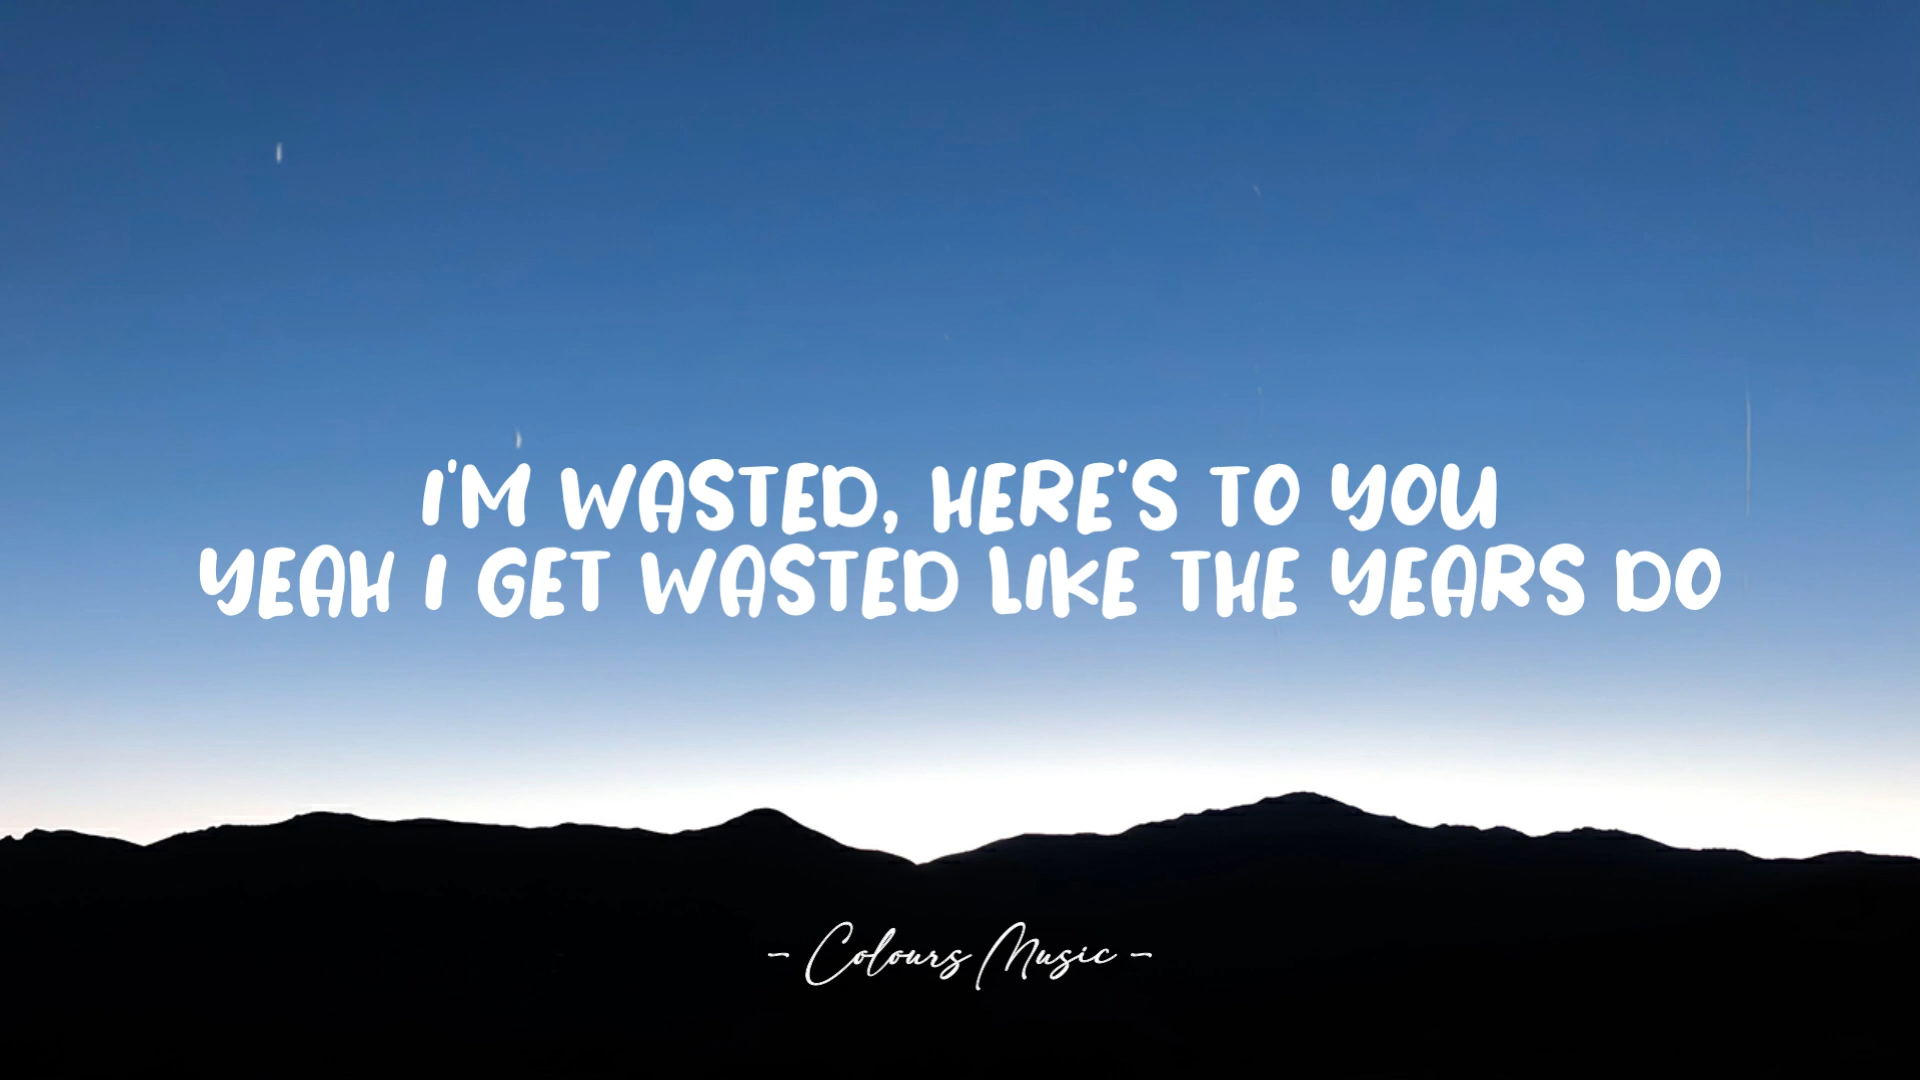 I'M WASTED, HERE'S TO YOU
YEAH I GET WASTED LIKE THE YEARS DO
- Colours Music -